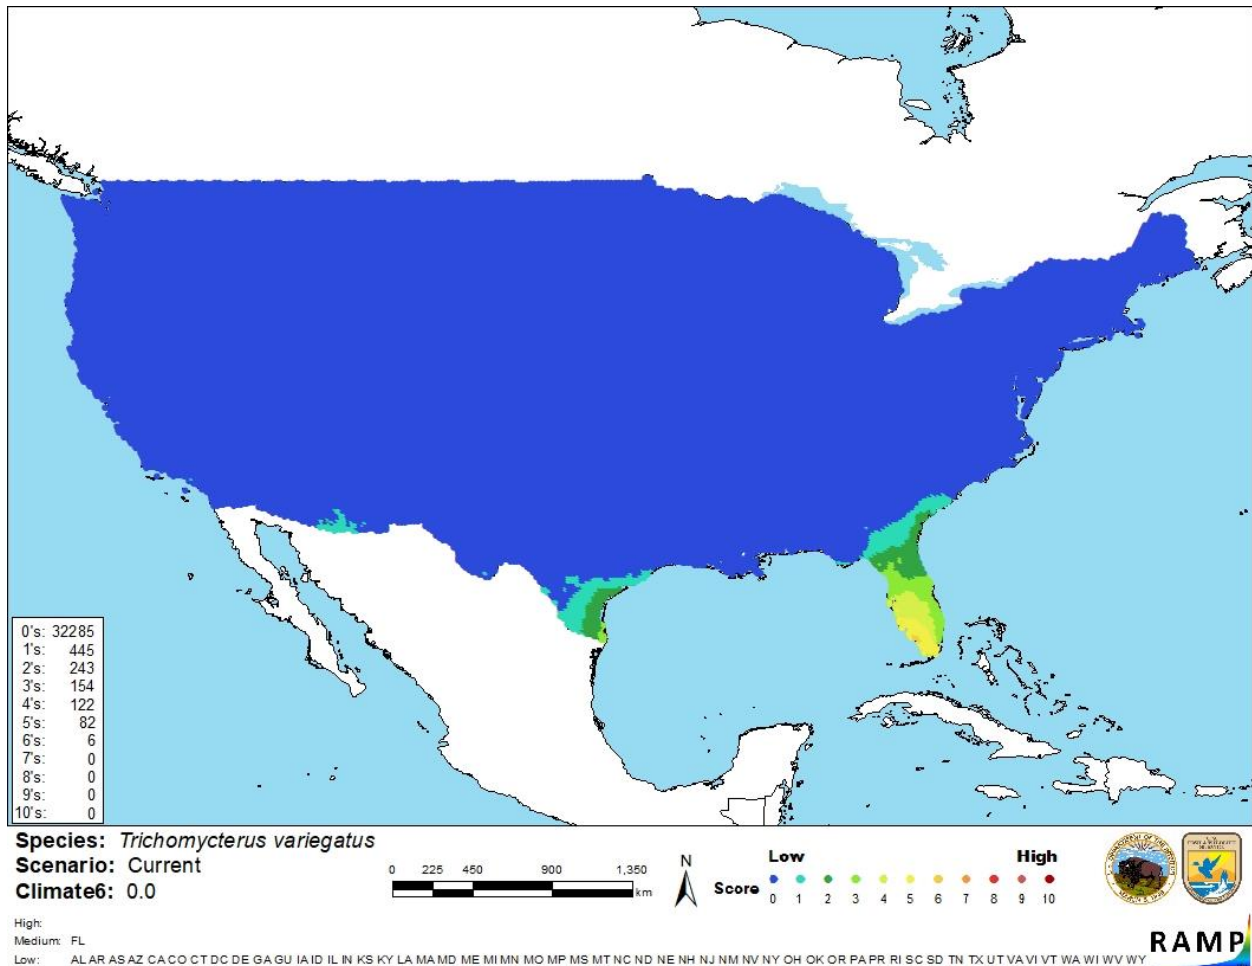 0's: 32285
1's: 445
2's: 243
3's: 154
4's: 122
5's: 82
6's: 6
7's: 0
8's: 0
9's: 0
10's: 0
Species: Trichomycterus variegatus
Scenario: Current
Climate6: 0.0
0 225 450 900 1,350
km
N
Low High
Score
0 1 2 3 4 5 6 7 8 9 10
High:
Medium: FL
Low: AL AR AS AZ CA CO CT DC DE GA GU IA ID IL IN KS KY LA MA MD ME MI MN MO MP MS MT NC ND NE NH NJ NM NV NY OH OK OR PA PR RI SC SD TN TX UT VA VI VT WA WI WV WY
RAMP